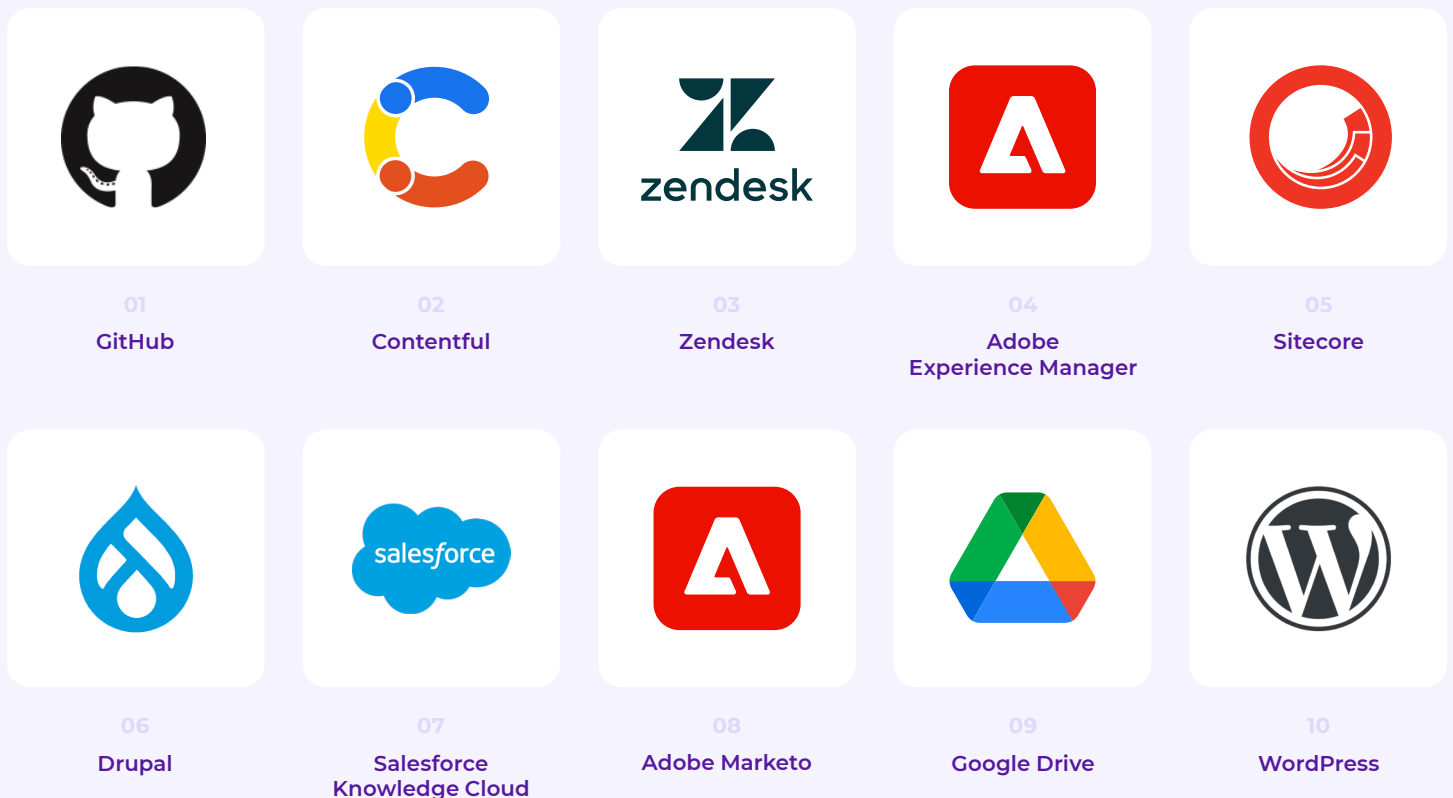 zendesk
01
02
03
04
05
GitHub
Contentful
Zendesk
Adobe
Experience Manager
Sitecore
salesforce
06
07
08
09
10
Drupal
Salesforce
Knowledge Cloud
Adobe Marketo
Google Drive
WordPress